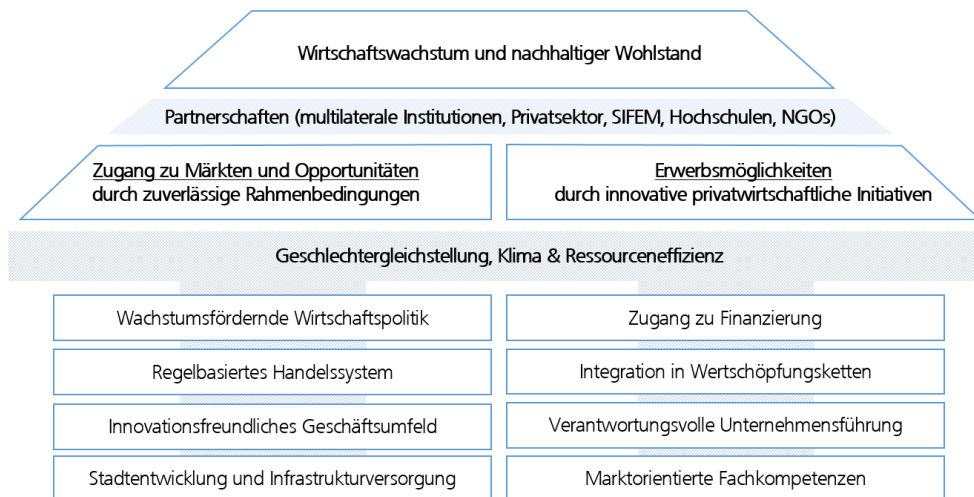 Wirtschaftswachstum und nachhaltiger Wohlstand
Partnerschaften (multilaterale Institutionen, Privatsektor, SIFEM, Hochschulen, NGOs)
Zugang zu Märkten und Opportunitäten
durch zuverlässige Rahmenbedingungen
Erwerbsmöglichkeiten
durch innovative privatwirtschaftliche Initiativen
Geschlechtergleichstellung, Klima & Ressourceneffizienz
Wachstumsfördernde Wirtschaftspolitik
Zugang zu Finanzierung
Regelbasiertes Handelssystem
Integration in Wertschöpfungsketten
Innovationsfreundliches Geschäftsumfeld
Verantwortungsvolle Unternehmensführung
Stadtentwicklung und Infrastrukturversorgung
Marktorientierte Fachkompetenzen